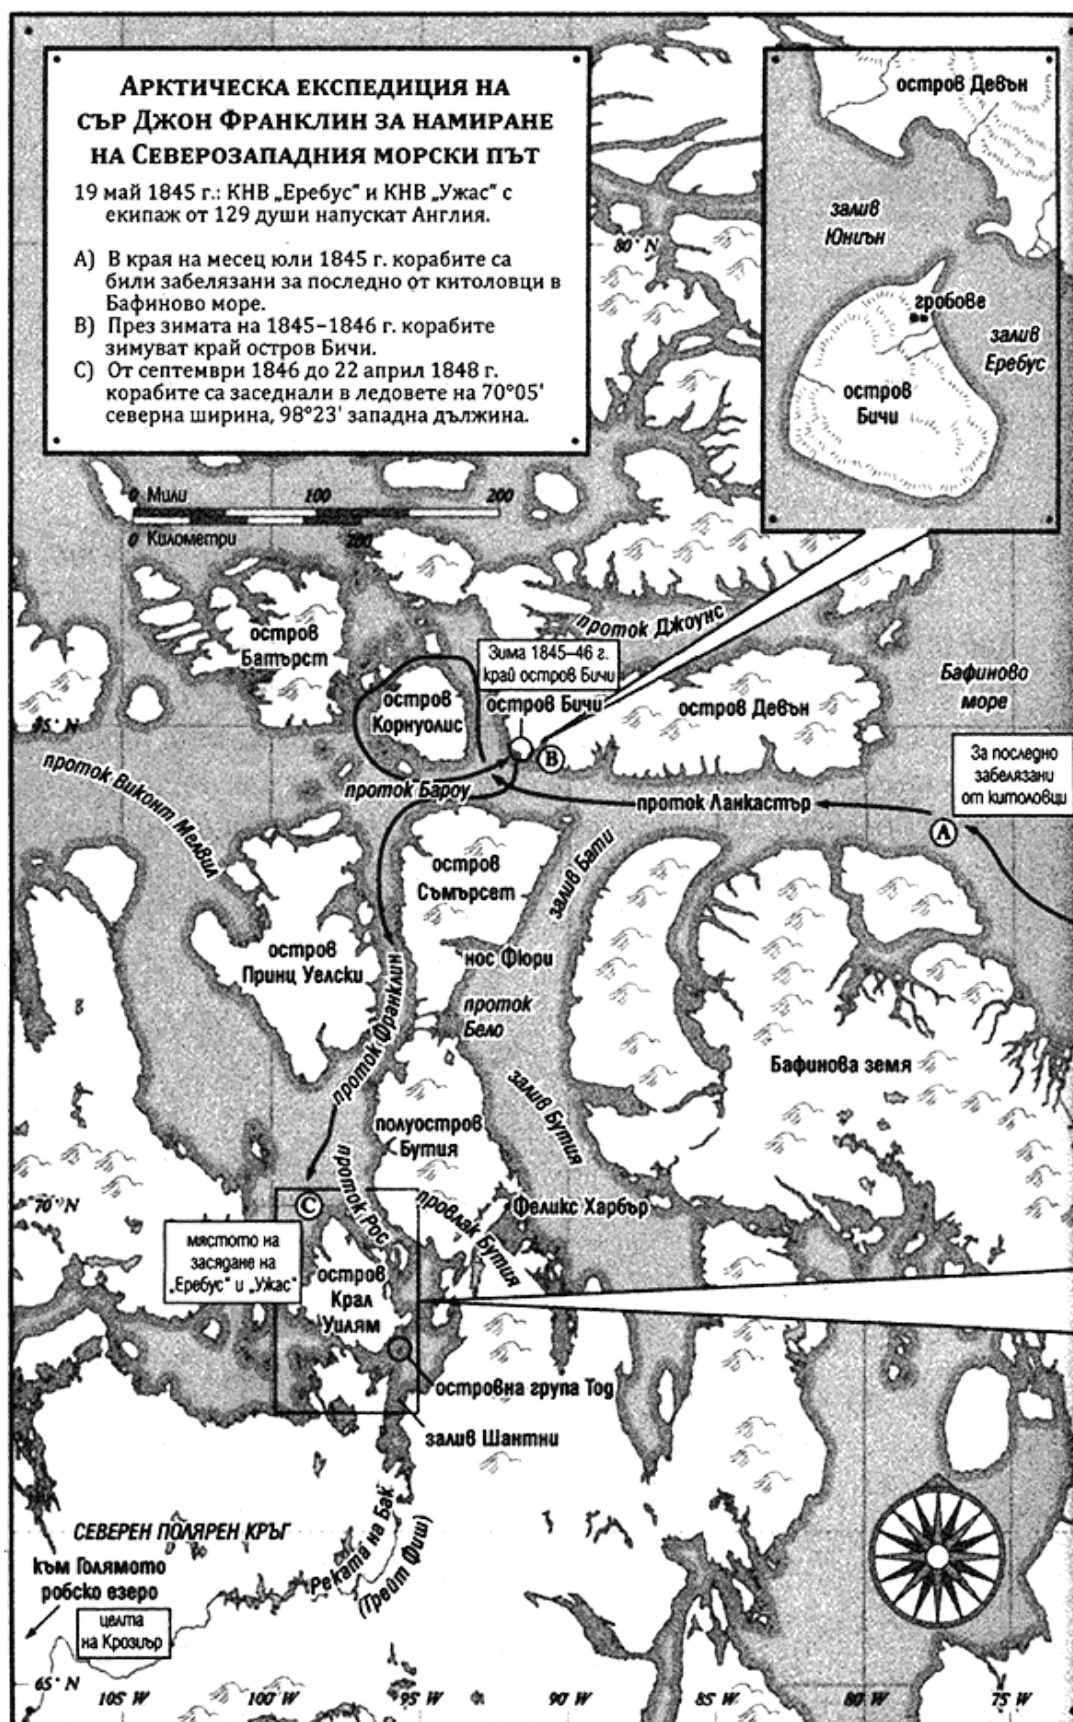 АРКТИЧЕСКА ЕКСПЕДИЦИЯ НА
СЪР ДЖОН ФРАНКЛИН ЗА НАМИРАНЕ
НА СЕВЕРОЗАПАДНИЯ МОРСКИ ПЪТ
19 май 1845 г.: КНВ „Еребус“ и КНВ „Ужас“ с
екипаж от 129 души напускат Англия.
A) В края на месец юли 1845 г. корабите са
били забелязани за последно от китоловци в
Бафиново море.
B) През зимата на 1845–1846 г. корабите
зимуват край остров Бичи.
C) От септември 1846 до 22 април 1848 г.
корабите са заседнали в ледовете на 70°05'
северна ширина, 98°23' западна дължина.
остров Девън
залив
Юниън
гробове
залив
Еребус
остров
Бичи
80° N
0 Мили 100 200
0 Километри 200
проток Джоунс
остров
Батърст
Зима 1845–46 г.
край остров Бичи
остров Бичи
остров
Корнуолис
остров Девън
Бафиново
море
B
За последно
забелязани
от китоловци
проток Виконт Мелвил
проток Бароу
проток Ланкастър
A
остров
Съмърсет
залив Бати
остров
Принц Уелски
нос Фюри
проток Франклин
проток
Бело
Бафинова земя
залив Бутия
полуостров
Бутия
70° N
C
проток Рос
провлак Бутия
Феликс Харбър
мястото на
засядане на
„Еребус“ и „Ужас“
остров
Крал
Уилям
островна група Тод
залив Шантни
СЕВЕРЕН ПОЛЯРЕН КРЪГ
Реката на Бак
(Грейт Фиш)
към Голямото
робско езеро
целта
на Крозиър
65° N
105 W 100 W 95 W 90 W 85 W 80 W 75 W